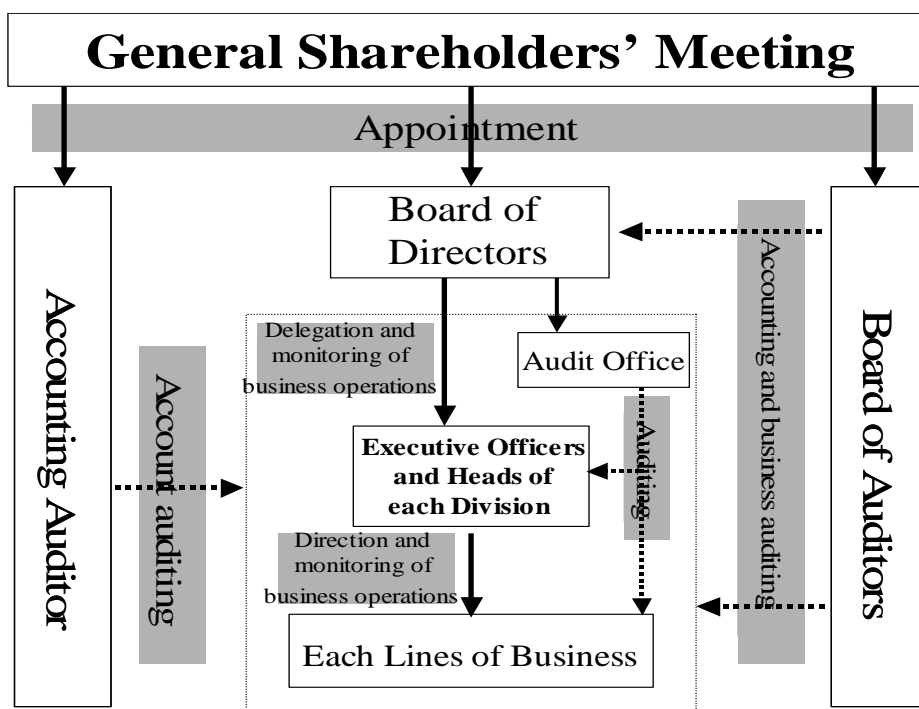 General Shareholders' Meeting
Appointment
Board of
Directors
Accounting Auditor
Account auditing
Delegation and
monitoring of
business operations
Audit Office
Executive Officers
and Heads of
each Division
Auditing
Direction and
monitoring of
business operations
Each Lines of Business
Accounting and business auditing
Board of Auditors